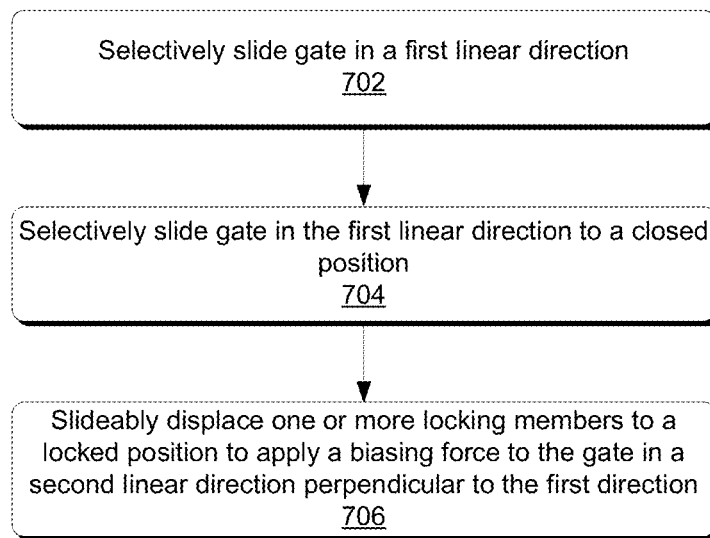 Selectively slide gate in a first linear direction
702
Selectively slide gate in the first linear direction to a closed
position
704
Slideably displace one or more locking members to a
locked position to apply a biasing force to the gate in a
second linear direction perpendicular to the first direction
706